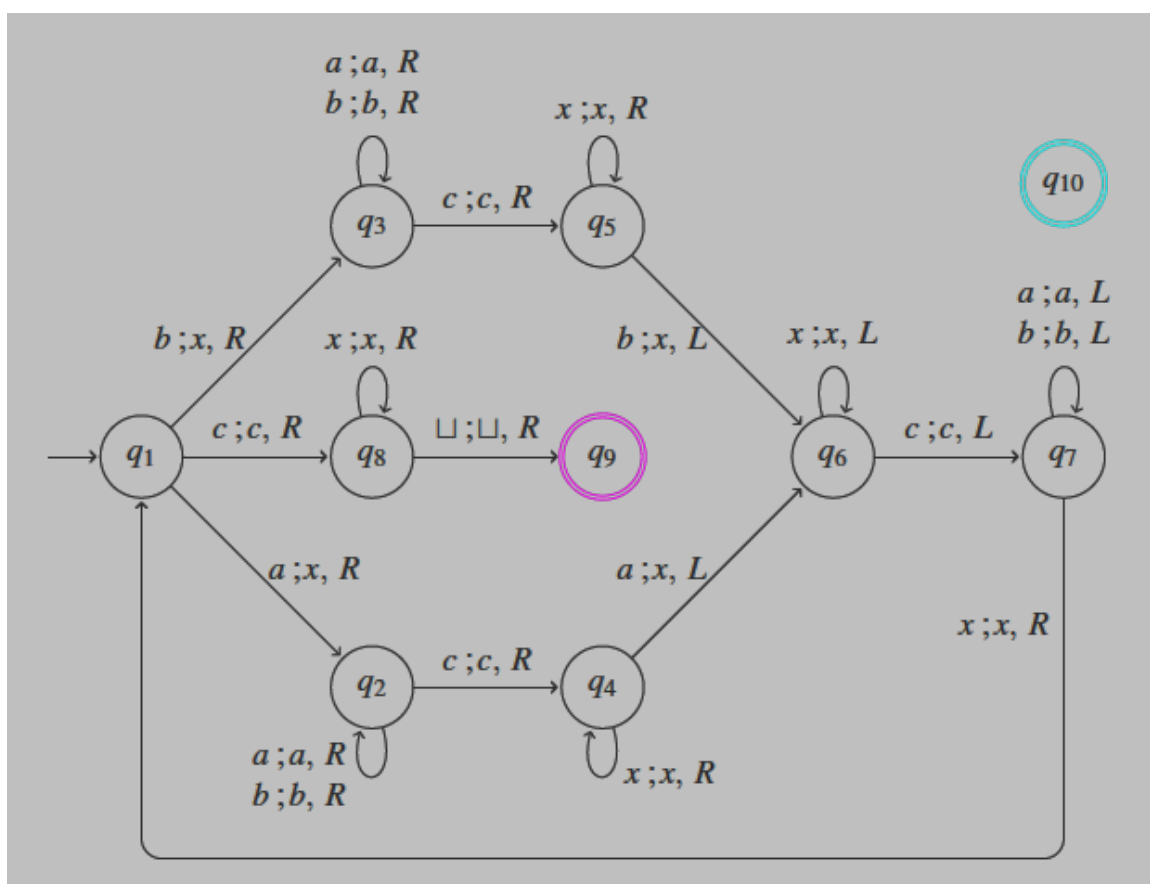 a ;a, R
b ;b, R
x ;x, R
q10
q3
c ;c, R
q5
a ;a, L
b ;b, L
b ;x, R
x ;x, R
b ;x, L
x ;x, L
q1
c ;c, R
q8
⊔ ;⊔, R
q9
q6
c ;c, L
q7
a ;x, R
a ;x, L
x ;x, R
q2
c ;c, R
q4
a ;a, R
b ;b, R
x ;x, R